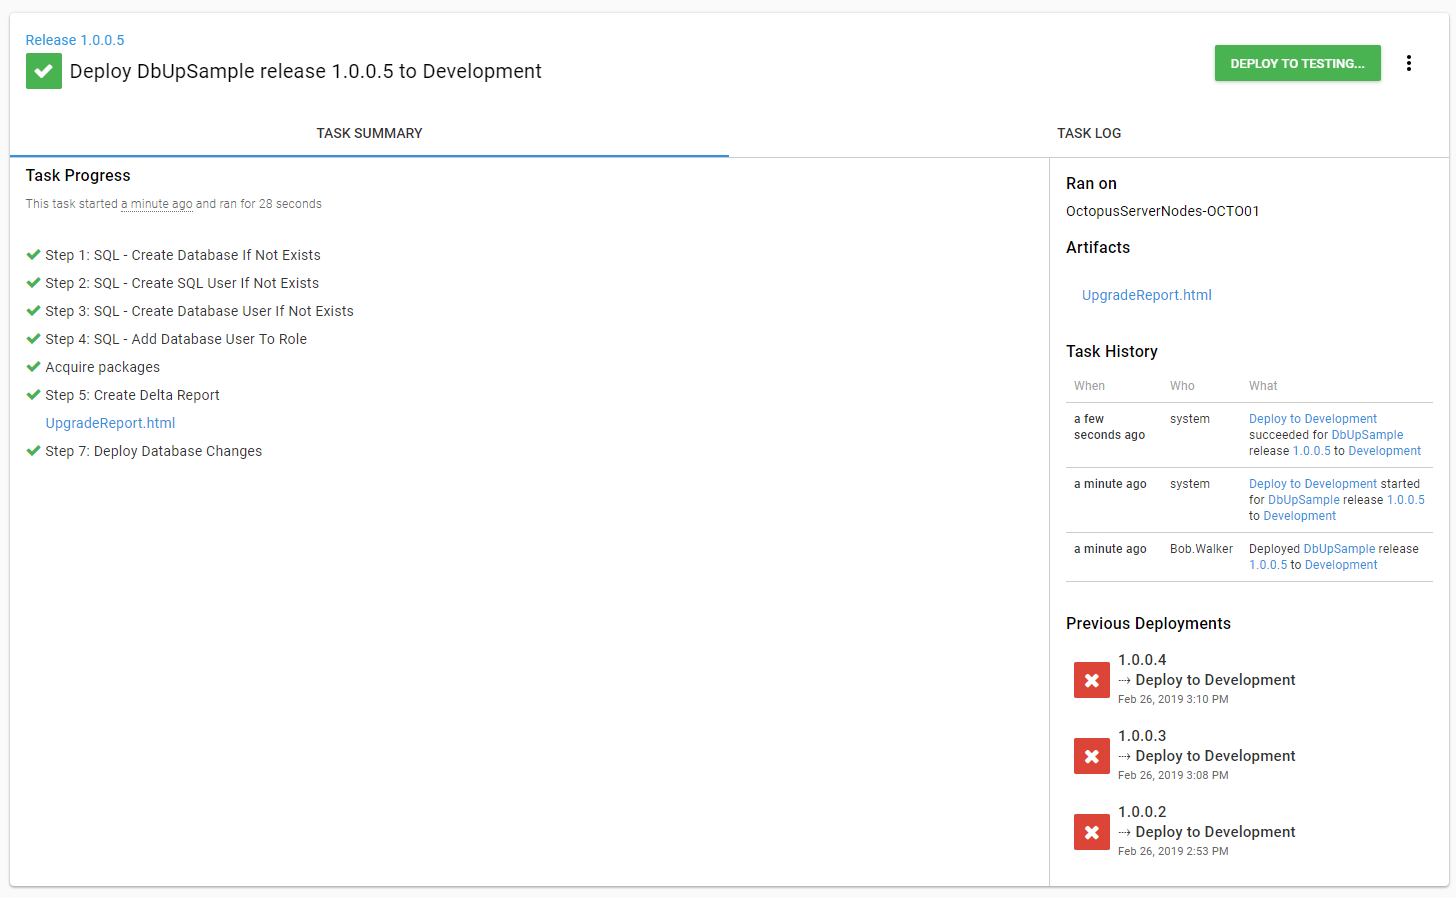 Release 1.0.0.5
Deploy DbUpSample release 1.0.0.5 to Development
DEPLOY TO TESTING...
TASK SUMMARY
TASK LOG
Task Progress
This task started a minute ago and ran for 28 seconds
Step 1: SQL - Create Database If Not Exists
Step 2: SQL - Create SQL User If Not Exists
Step 3: SQL - Create Database User If Not Exists
Step 4: SQL - Add Database User To Role
Acquire packages
Step 5: Create Delta Report
UpgradeReport.html
Step 7: Deploy Database Changes
Ran on
OctopusServerNodes-OCTO01
Artifacts
UpgradeReport.html
Task History
When Who What
a few seconds ago system Deploy to Development
succeeded for DbUpSample
release 1.0.0.5 to Development
a minute ago system Deploy to Development started
for DbUpSample release 1.0.0.5
to Development
a minute ago Bob.Walker Deployed DbUpSample release
1.0.0.5 to Development
Previous Deployments
1.0.0.4
⤑ Deploy to Development
Feb 26, 2019 3:10 PM
1.0.0.3
⤑ Deploy to Development
Feb 26, 2019 3:08 PM
1.0.0.2
⤑ Deploy to Development
Feb 26, 2019 2:53 PM